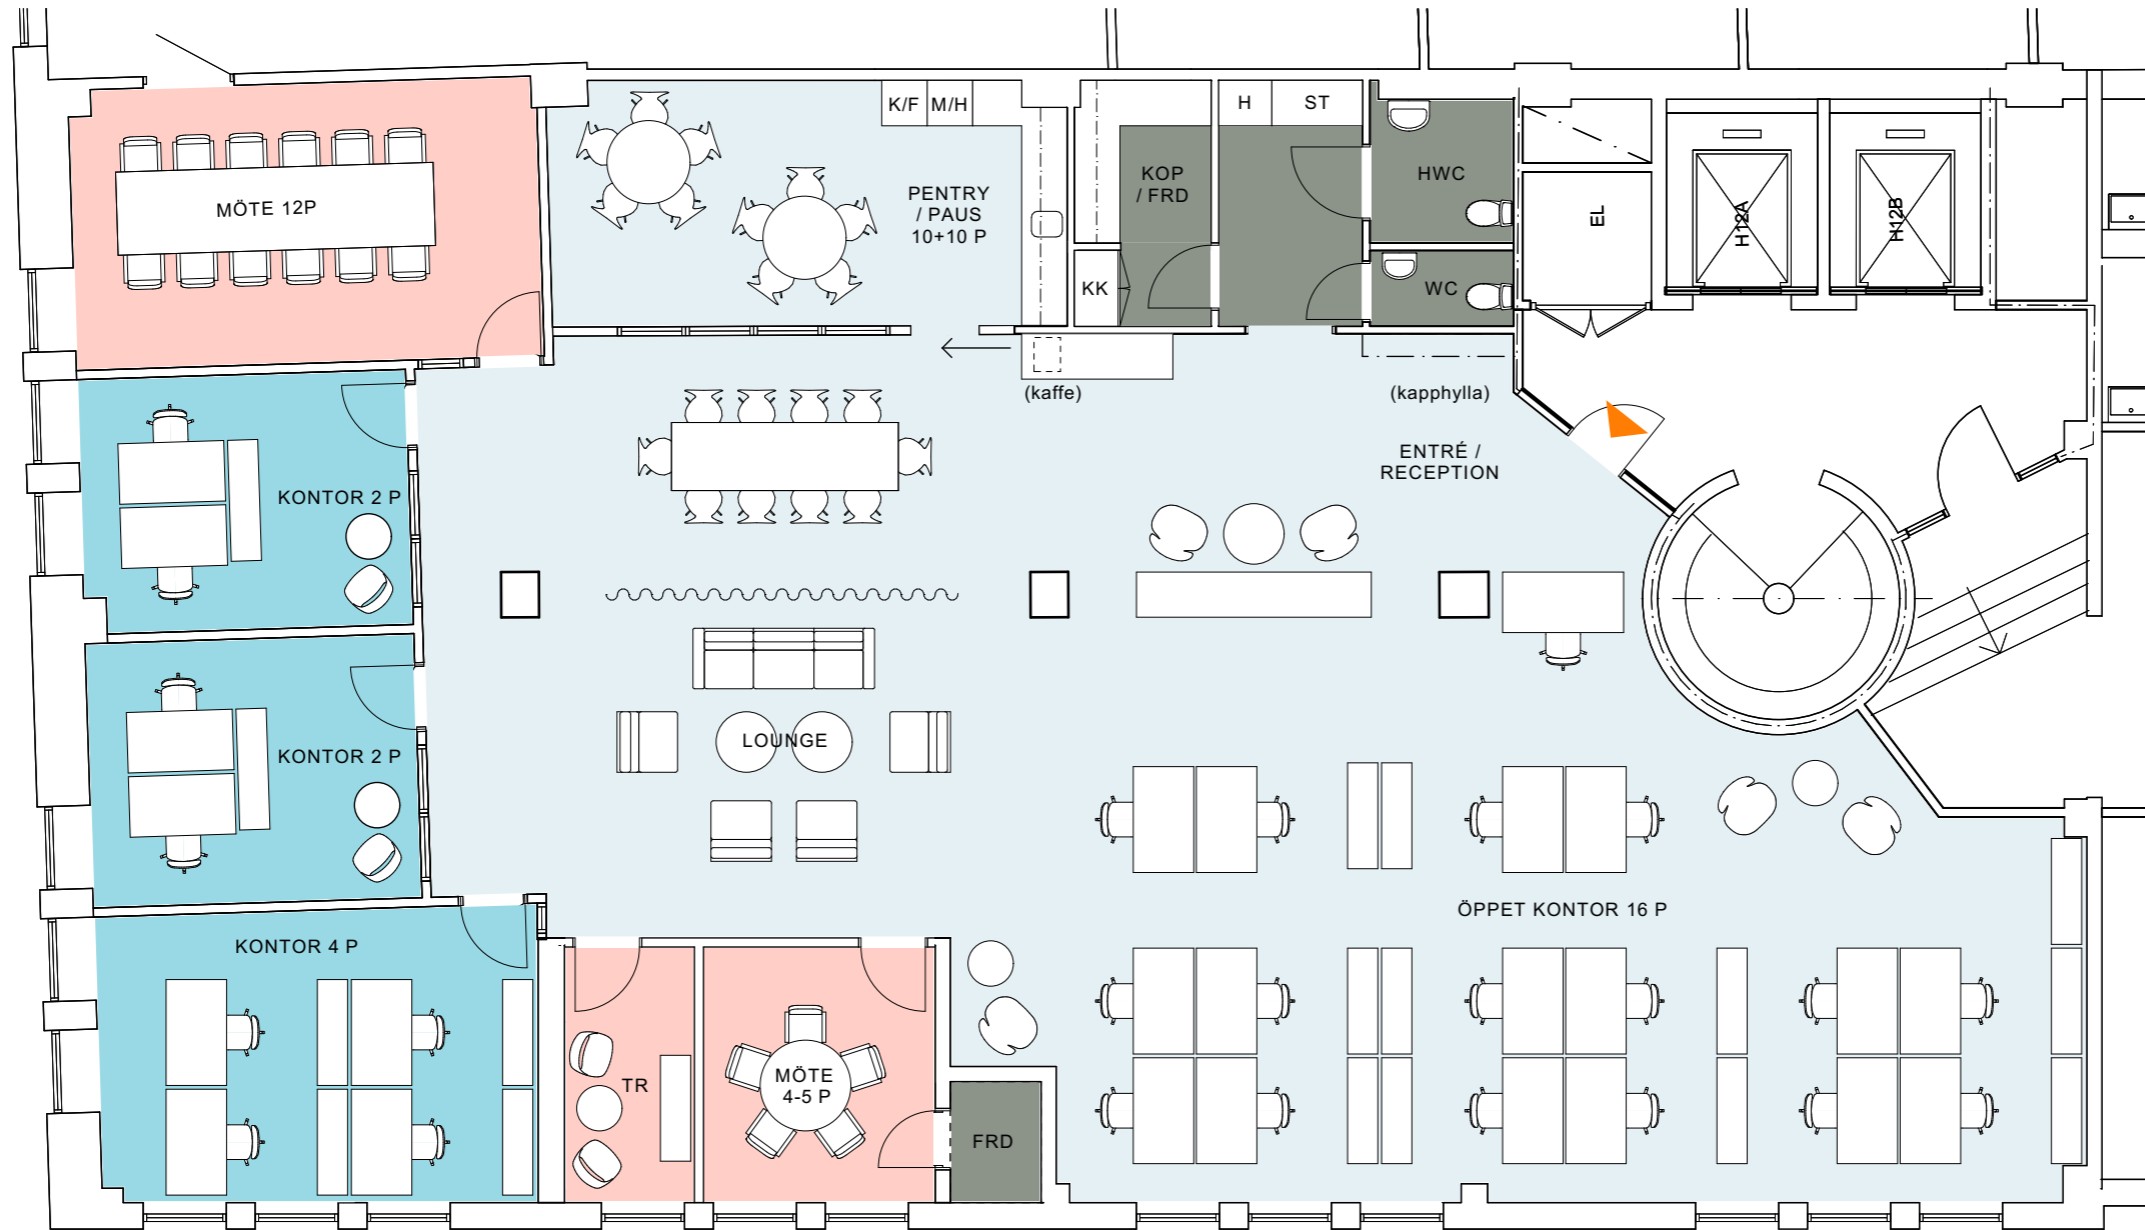 K/F
M/H
H
ST
MÖTE 12P
PENTRY
/ PAUS
10+10 P
KOP
/ FRD
HWC
EL
H12A
H12B
KK
WC
(kaffe)
(kapphylla)
ENTRÉ /
RECEPTION
KONTOR 2 P
LOUNGE
KONTOR 2 P
ÖPPET KONTOR 16 P
KONTOR 4 P
TR
MÖTE
4-5 P
FRD